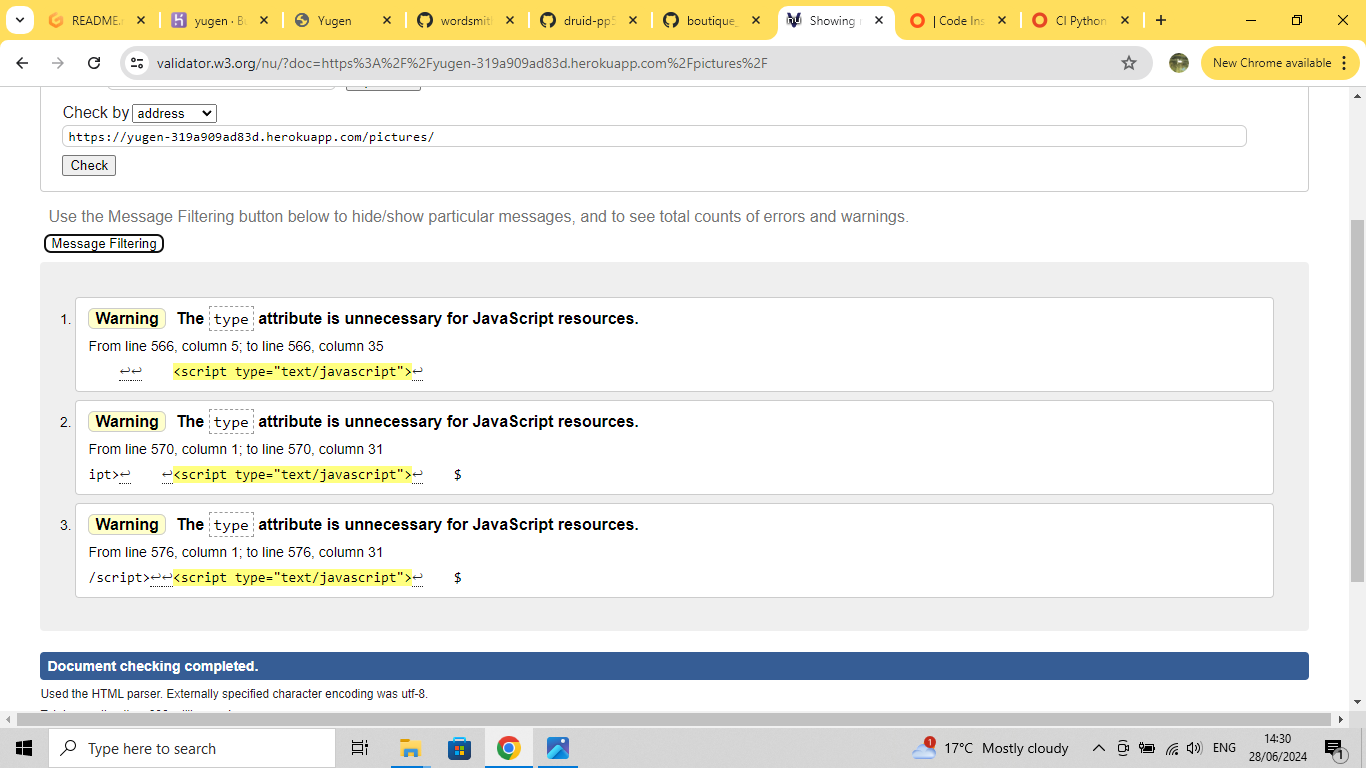 README. yugen · B Yugen wordsmit druid-pp5 boutique_ Showing | Code Ins CI Python
validator.w3.org/nu/?doc=https%3A%2F%2Fyugen-319a909ad83d.herokuapp.com%2Fpictures%2F
New Chrome available
Check by address
https://yugen-319a909ad83d.herokuapp.com/pictures/
Check
Use the Message Filtering button below to hide/show particular messages, and to see total counts of errors and warnings.
Message Filtering
1. Warning The type attribute is unnecessary for JavaScript resources.
From line 566, column 5; to line 566, column 35
↩↩ <script type="text/javascript">↩
2. Warning The type attribute is unnecessary for JavaScript resources.
From line 570, column 1; to line 570, column 31
ipt>↩ ↩<script type="text/javascript">↩ $
3. Warning The type attribute is unnecessary for JavaScript resources.
From line 576, column 1; to line 576, column 31
/script>↩↩<script type="text/javascript">↩ $
Document checking completed.
Used the HTML parser. Externally specified character encoding was utf-8.
Type here to search
1
17°C Mostly cloudy
ENG
14:30
28/06/2024
1